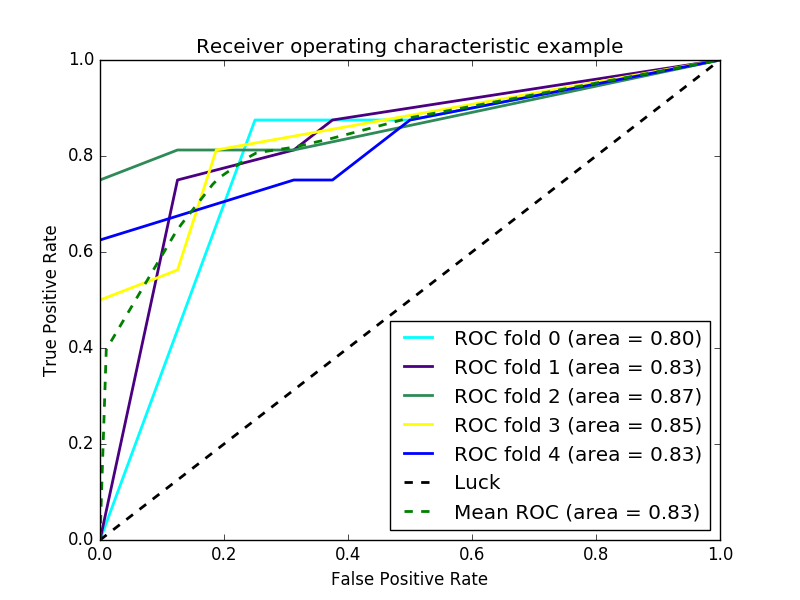 Receiver operating characteristic example
1.0
0.8
0.6
0.4
0.2
0.0
True Positive Rate
ROC fold 0 (area = 0.80)
ROC fold 1 (area = 0.83)
ROC fold 2 (area = 0.87)
ROC fold 3 (area = 0.85)
ROC fold 4 (area = 0.83)
Luck
Mean ROC (area = 0.83)
0.0 0.2 0.4 0.6 0.8 1.0
False Positive Rate